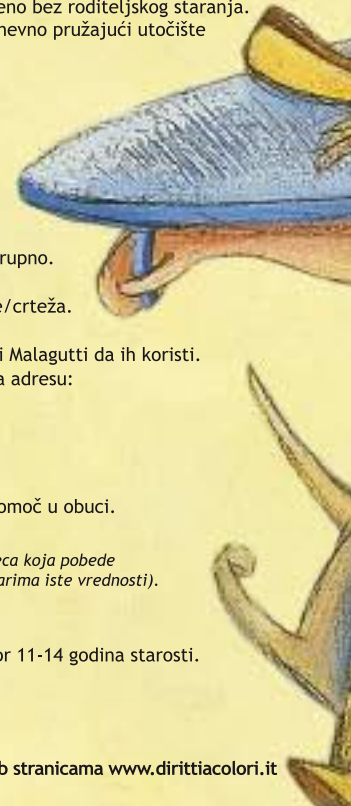 eno bez roditeljskog staranja.
nevno pružajući utočište
rupno.
e/crteža.
i Malagutti da ih koristi.
a adresu:
omoč u obuci.
eca koja pobede
arima iste vrednosti).
or 11-14 godina starosti.
b stranicama www.dirittiacolori.it